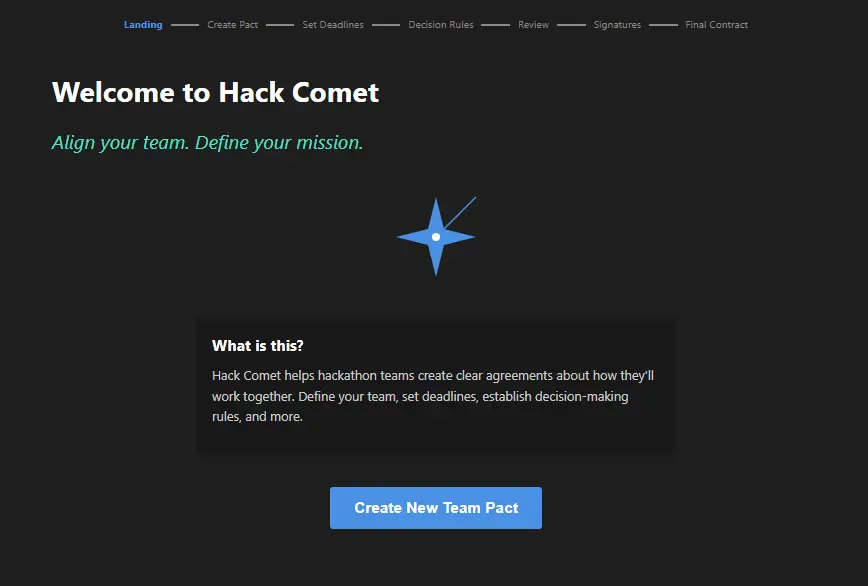 Landing Create Pact Set Deadlines Decision Rules Review Signatures Final Contract
Welcome to Hack Comet
Align your team. Define your mission.
What is this?
Hack Comet helps hackathon teams create clear agreements about how they'll
work together. Define your team, set deadlines, establish decision-making
rules, and more.
Create New Team Pact